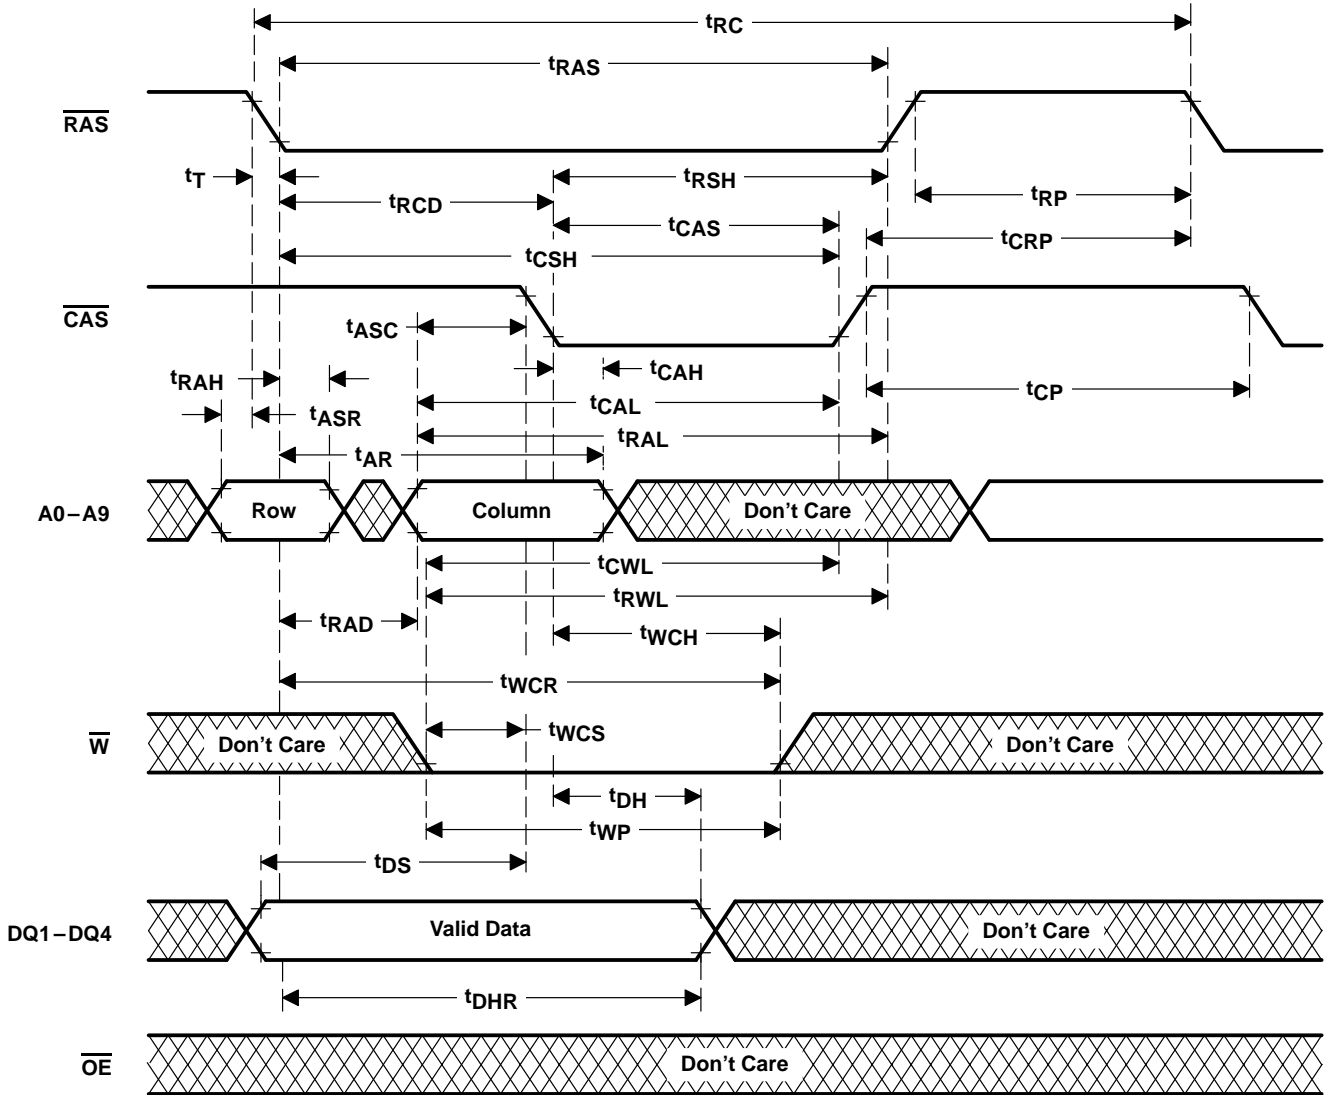 tRC
tRAS
RAS
tT
tRSH
tRCD
tRP
tCAS
tCRP
tCSH
CAS
tASC
tCAH
tRAH
tCP
tCAL
tASR
tRAL
tAR
A0–A9
Row
Column
Don't Care
tCWL
tRWL
tRAD
tWCH
tWCR
W
Don't Care
tWCS
Don't Care
tDH
tWP
tDS
DQ1–DQ4
Valid Data
Don't Care
tDHR
OE
Don't Care